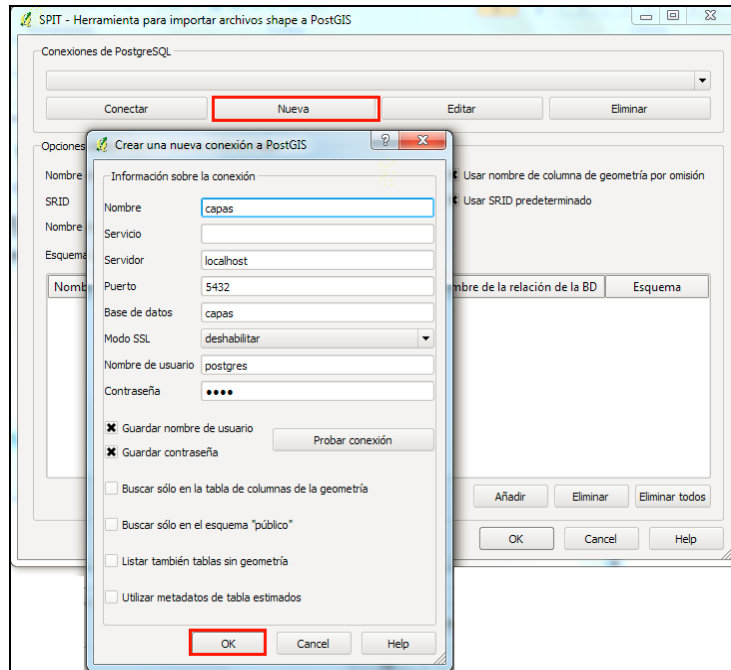 SPIT - Herramienta para importar archivos shape a PostGIS
Conexiones de PostgreSQL
Conectar
Nueva
Editar
Eliminar
Opciones
Crear una nueva conexión a PostGIS
Nombre
Usar nombre de columna de geometría por omisión
SRID
Usar SRID predeterminado
Nombre
Esquema
Información sobre la conexión
Nombre capas
Servicio
Servidor localhost
Puerto 5432
Base de datos capas
Modo SSL deshabilitar
Nombre de usuario postgres
Contraseña ••••
Guardar nombre de usuario
Guardar contraseña
Probar conexión
Buscar sólo en la tabla de columnas de la geometría
Buscar sólo en el esquema "público"
Listar también tablas sin geometría
Utilizar metadatos de tabla estimados
OK
Cancel
Help
de la relación de la BD
Esquema
Añadir
Eliminar
Eliminar todos
OK
Cancel
Help